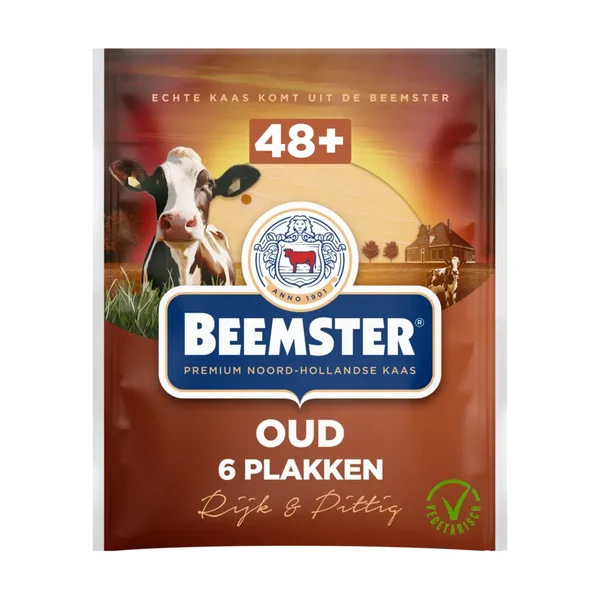 ECHTE KAAS KOMT UIT DE BEEMSTER
48+
ANNO 1901
BEEMSTER®
PREMIUM NOORD-HOLLANDSE KAAS
OUD
6 PLAKKEN
Rijk & Pittig
VEGETARISCH